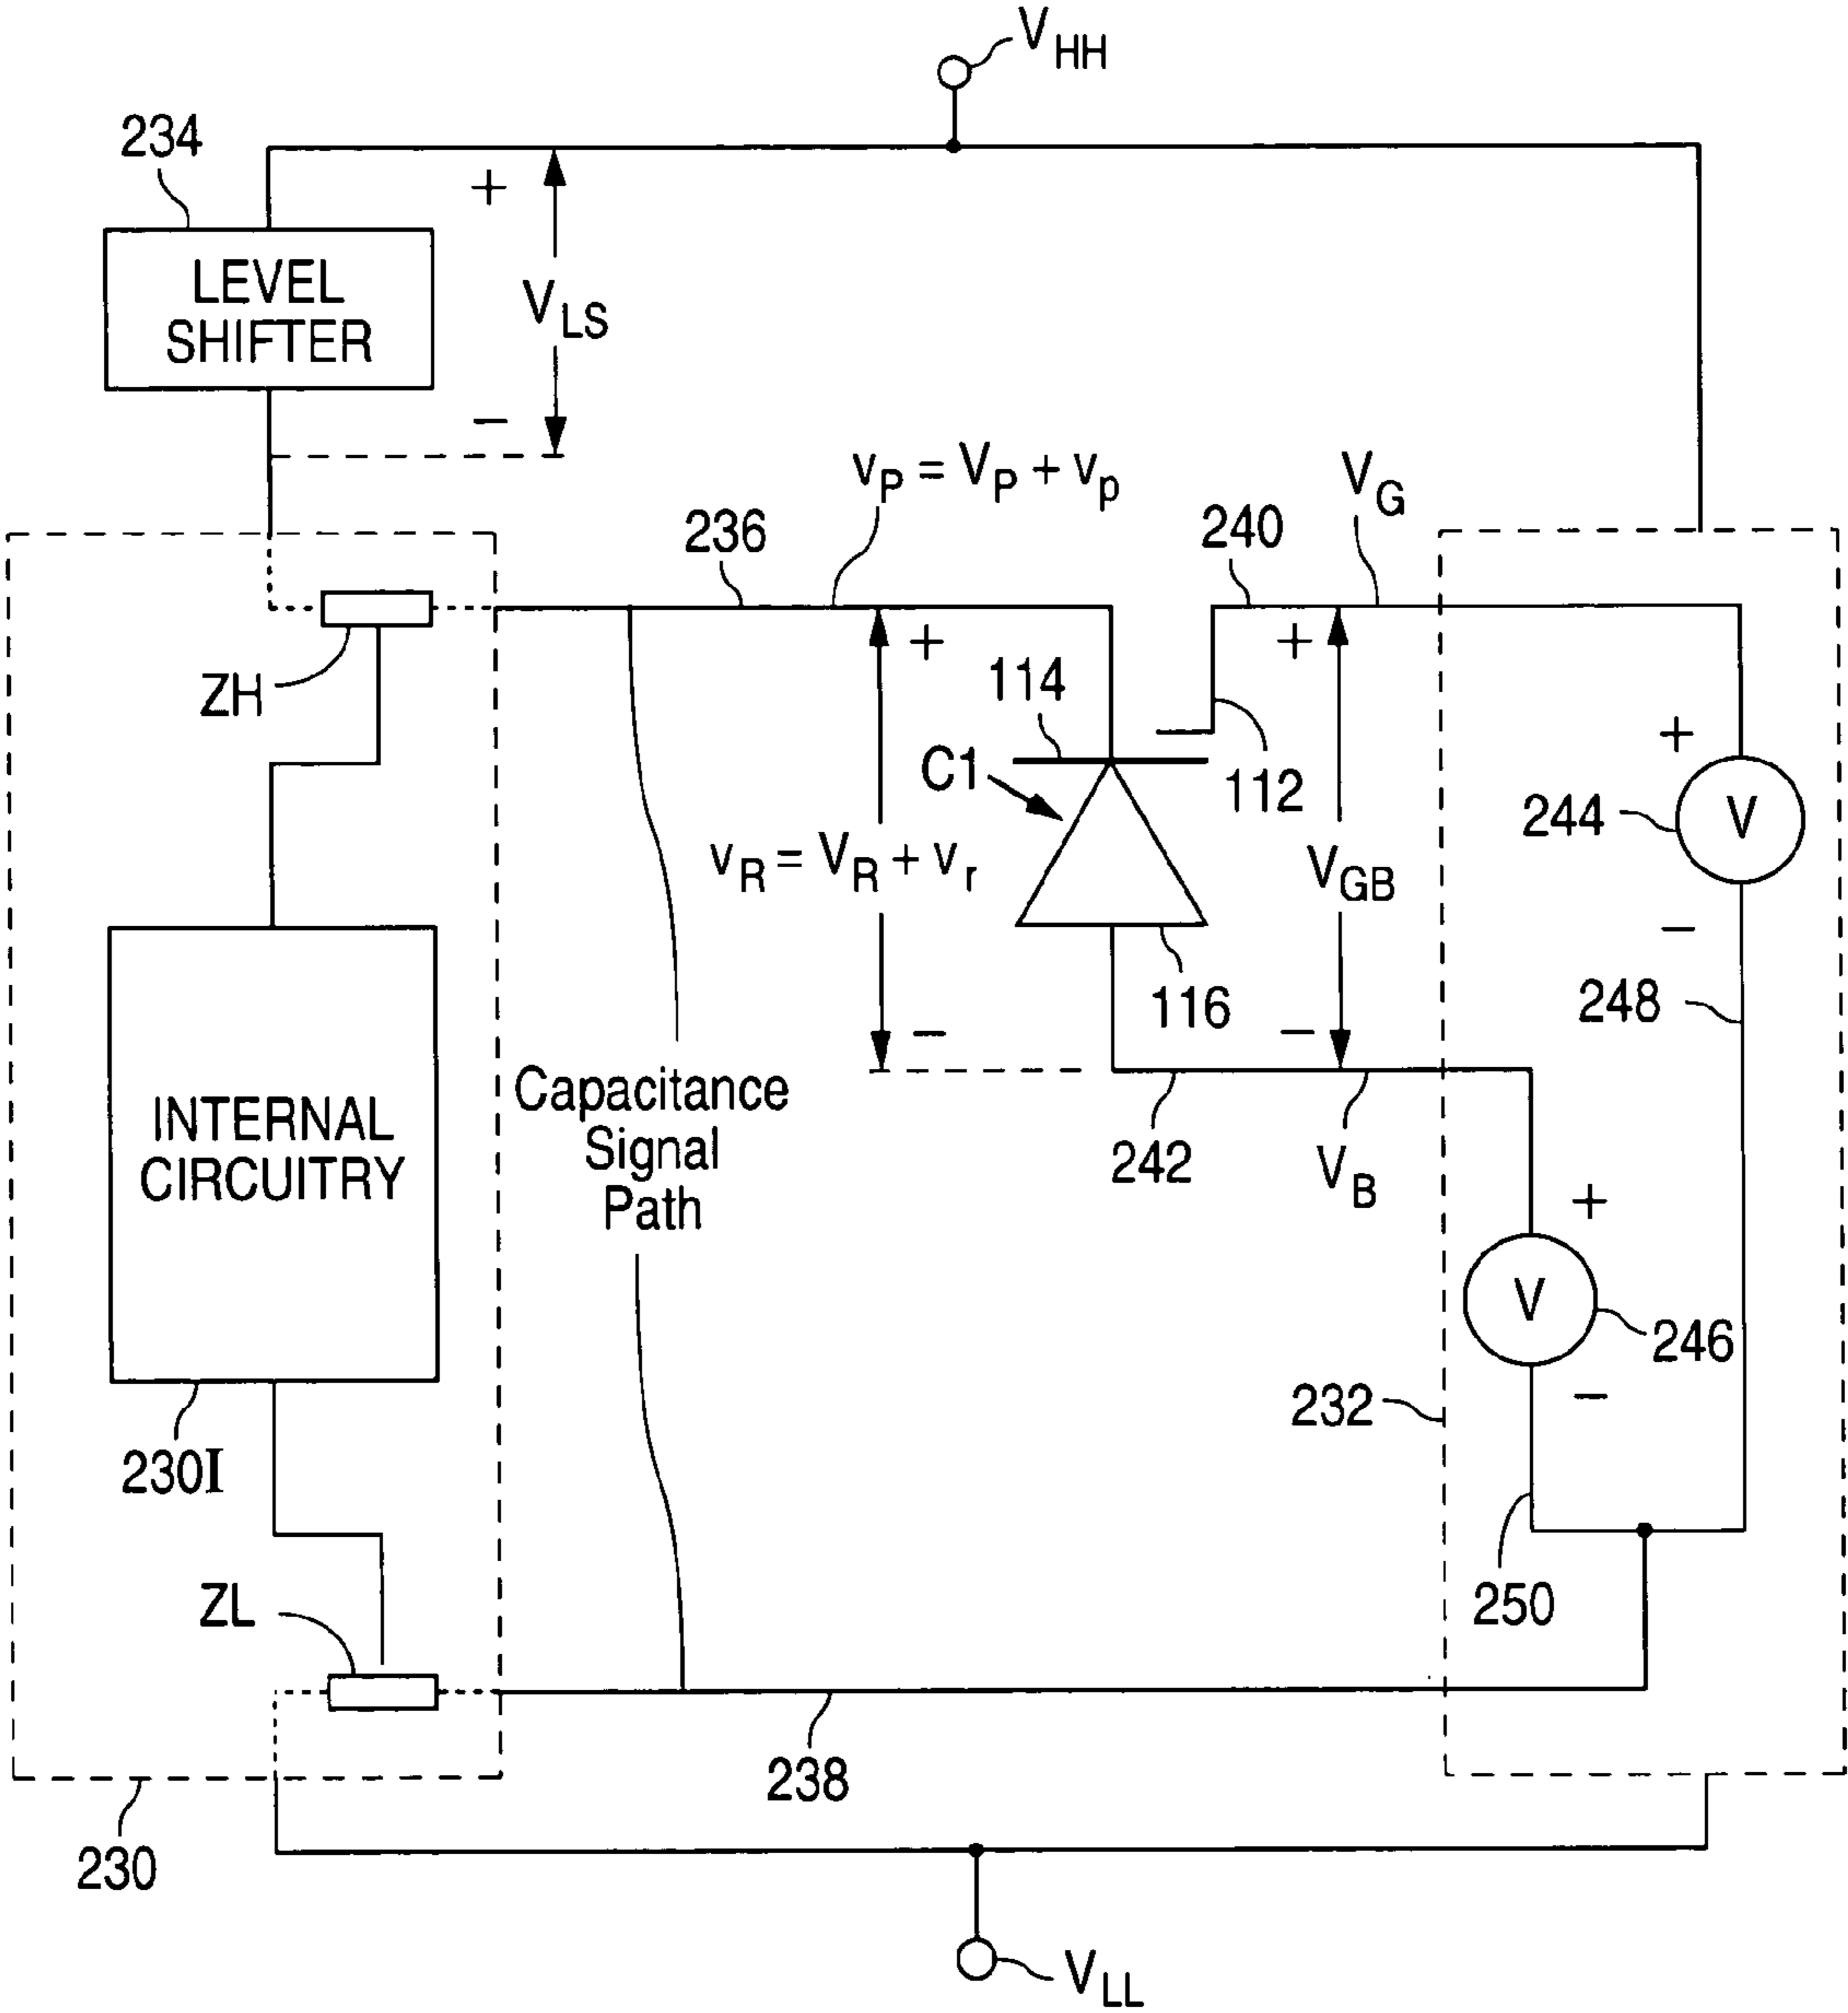 V_HH
234
+
LEVEL
SHIFTER
V_LS
−
v_P = V_P + v_p
V_G
236
240
ZH
+
+
114
C1
112
+
244
V
v_R = V_R + v_r
V_GB
−
116
248
−
−
Capacitance
Signal
Path
INTERNAL
CIRCUITRY
242
V_B
+
V
246
232
−
230I
250
ZL
238
230
V_LL